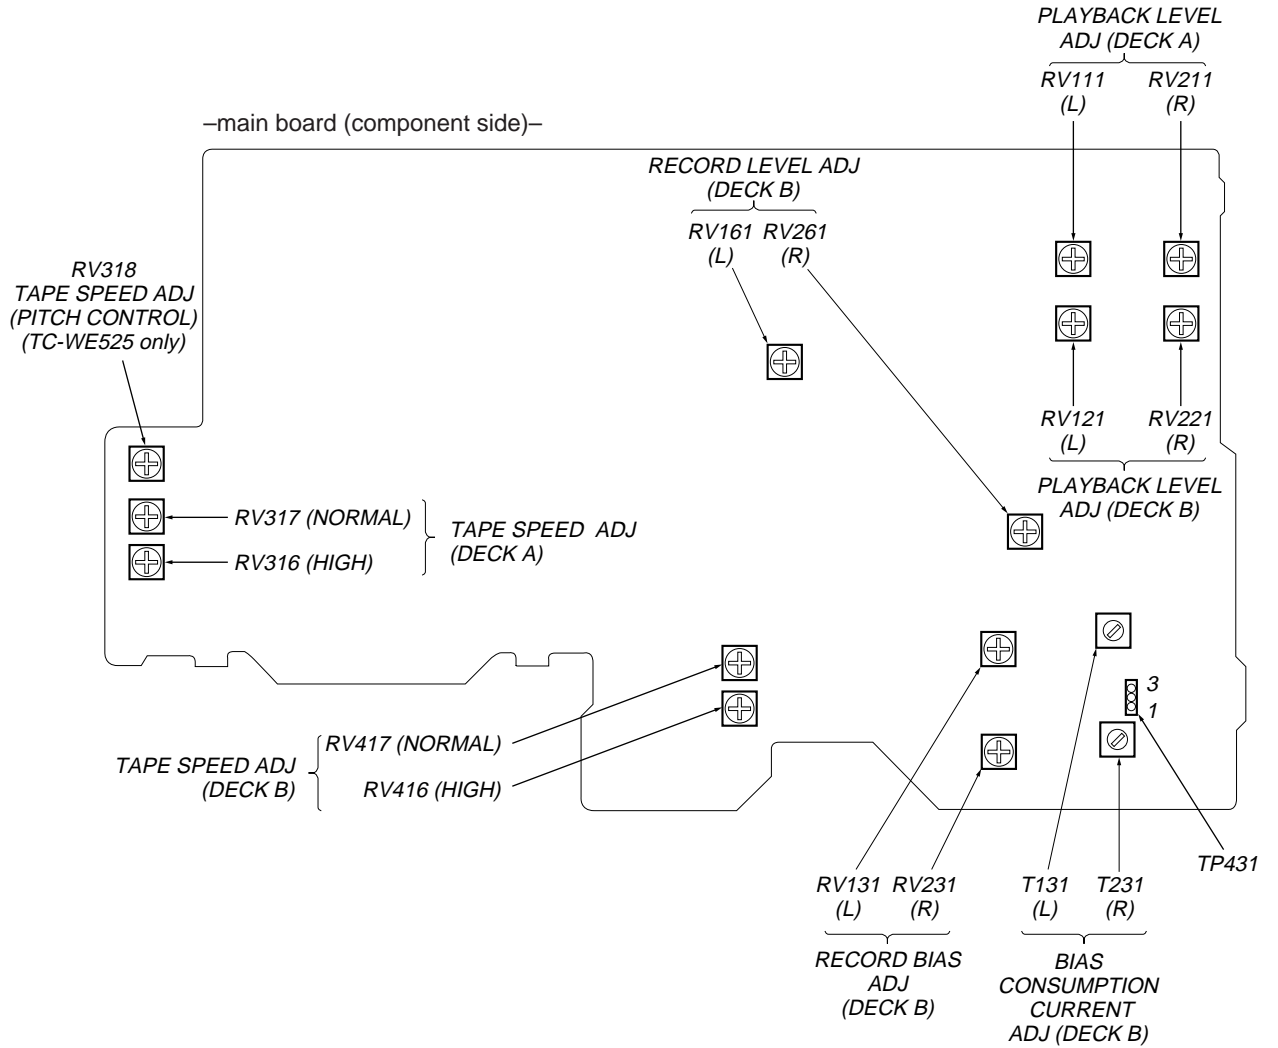 PLAYBACK LEVEL
ADJ (DECK A)
RV111
(L)
RV211
(R)
–main board (component side)–
RECORD LEVEL ADJ
(DECK B)
RV161
(L)
RV261
(R)
RV318
TAPE SPEED ADJ
(PITCH CONTROL)
(TC-WE525 only)
RV121
(L)
RV221
(R)
PLAYBACK LEVEL
ADJ (DECK B)
RV317 (NORMAL)
RV316 (HIGH)
TAPE SPEED ADJ
(DECK A)
3
1
RV417 (NORMAL)
RV416 (HIGH)
TAPE SPEED ADJ
(DECK B)
TP431
RV131
(L)
RV231
(R)
RECORD BIAS
ADJ
(DECK B)
T131
(L)
T231
(R)
BIAS
CONSUMPTION
CURRENT
ADJ (DECK B)